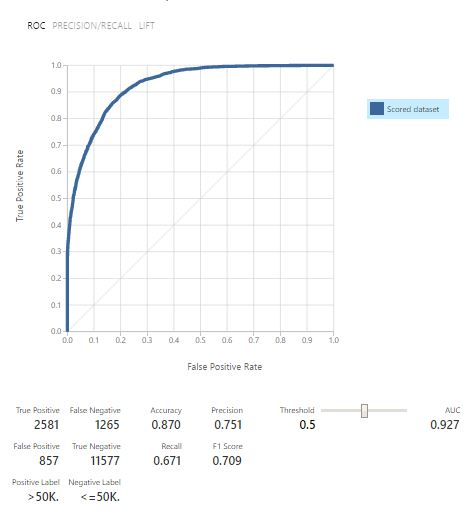 ROC PRECISION/RECALL LIFT
1.0
0.9
0.8
0.7
0.6
0.5
0.4
0.3
0.2
0.1
0.0
True Positive Rate
0.0 0.1 0.2 0.3 0.4 0.5 0.6 0.7 0.8 0.9 1.0
False Positive Rate
Scored dataset
True Positive False Negative Accuracy Precision Threshold AUC
2581 1265 0.870 0.751 0.5 0.927
False Positive True Negative Recall F1 Score
857 11577 0.671 0.709
Positive Label Negative Label
>50K. <=50K.